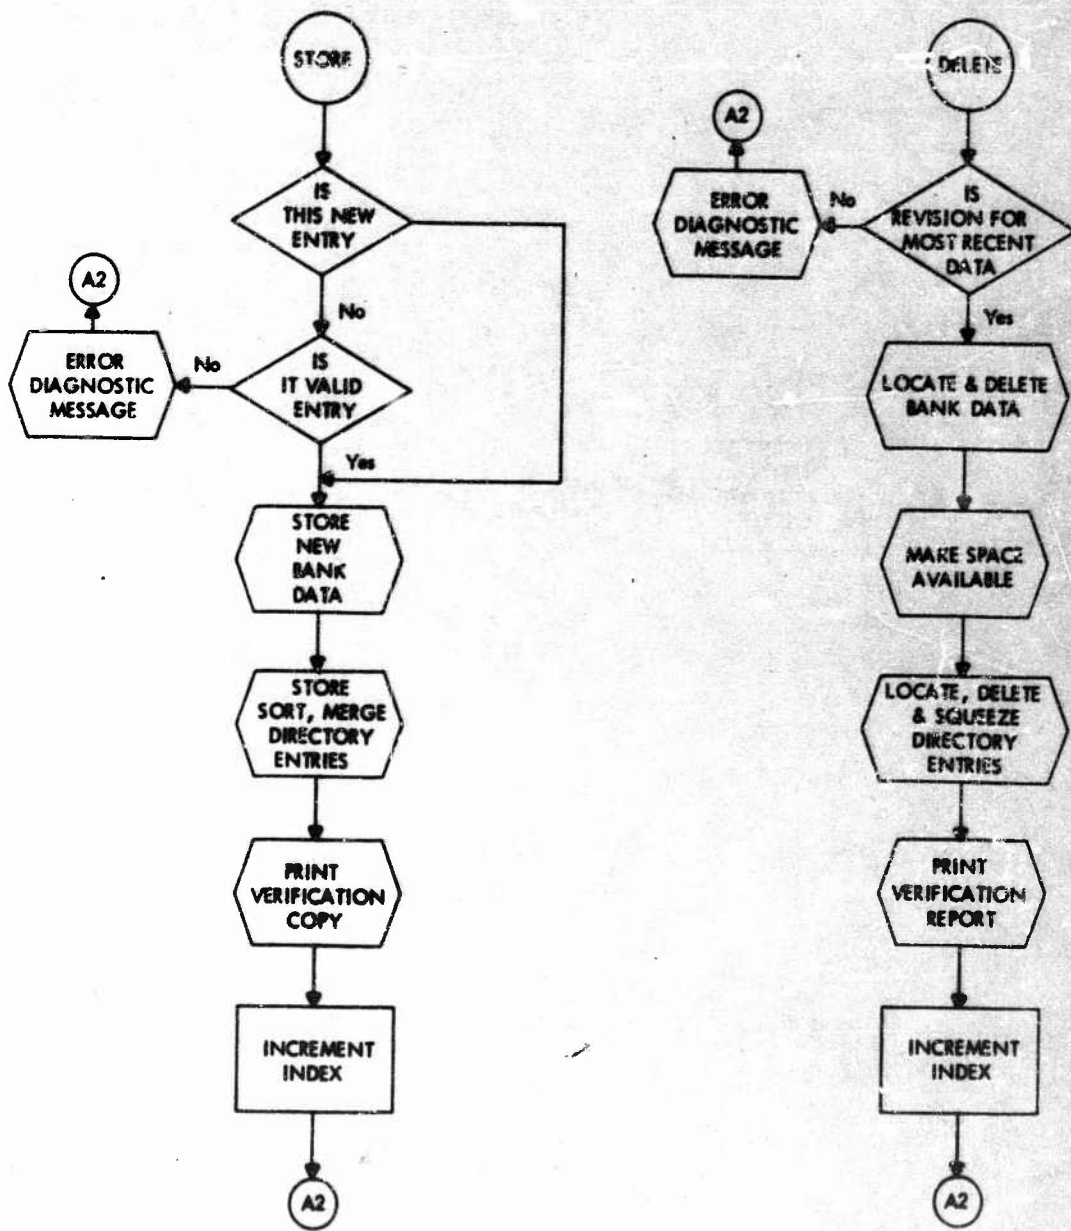 STORE
IS
THIS NEW
ENTRY
No
IS
IT VALID
ENTRY
No
A2
ERROR
DIAGNOSTIC
MESSAGE
Yes
STORE
NEW
BANK
DATA
STORE
SORT, MERGE
DIRECTORY
ENTRIES
PRINT
VERIFICATION
COPY
INCREMENT
INDEX
A2
DELETE
IS
REVISION FOR
MOST RECENT
DATA
No
A2
ERROR
DIAGNOSTIC
MESSAGE
Yes
LOCATE & DELETE
BANK DATA
MAKE SPACE
AVAILABLE
LOCATE, DELETE
& SQUEEZE
DIRECTORY
ENTRIES
PRINT
VERIFICATION
REPORT
INCREMENT
INDEX
A2